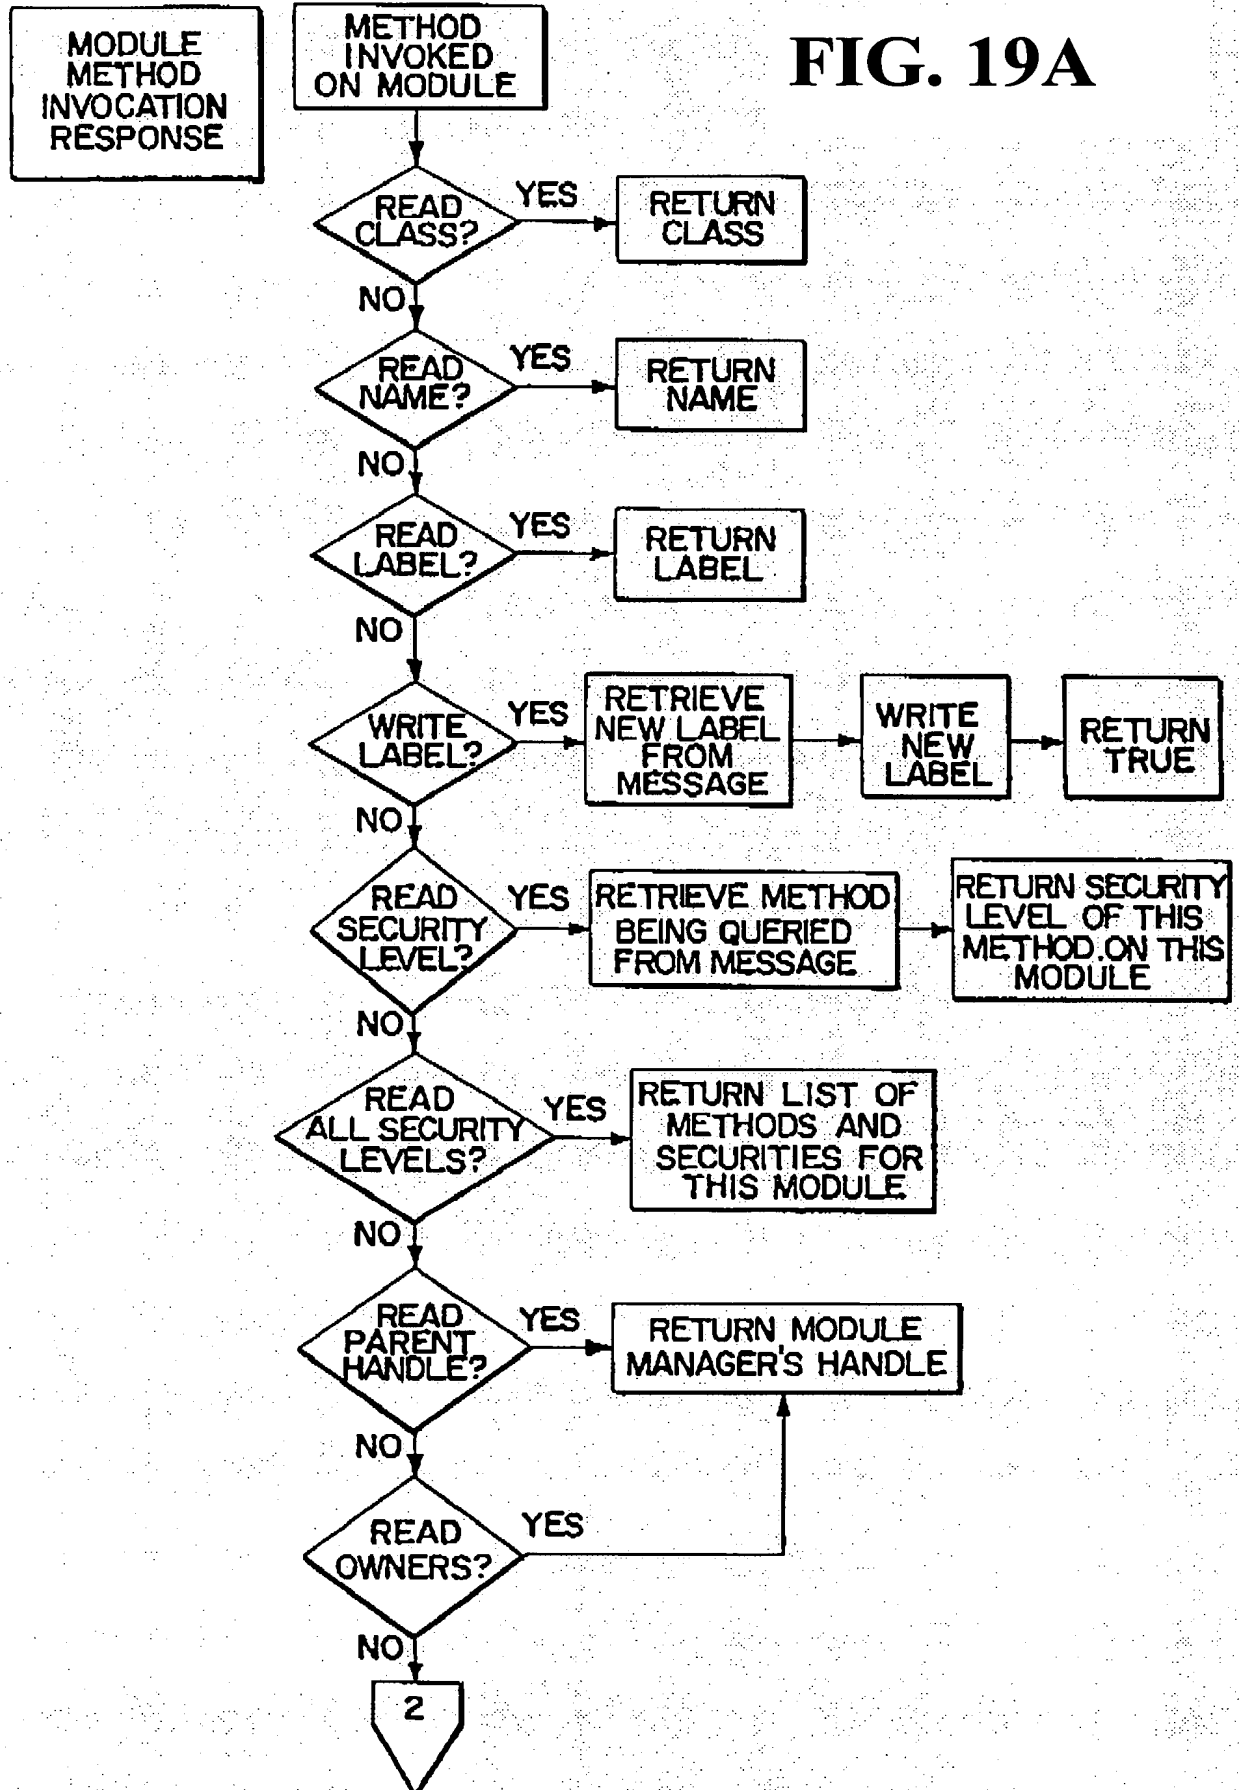 MODULE
METHOD
INVOCATION
RESPONSE
METHOD
INVOKED
ON MODULE
FIG. 19A
READ
CLASS?
YES
RETURN
CLASS
NO
READ
NAME?
YES
RETURN
NAME
NO
READ
LABEL?
YES
RETURN
LABEL
NO
WRITE
LABEL?
YES
RETRIEVE
NEW LABEL
FROM
MESSAGE
WRITE
NEW
LABEL
RETURN
TRUE
NO
READ
SECURITY
LEVEL?
YES
RETRIEVE METHOD
BEING QUERIED
FROM MESSAGE
RETURN SECURITY
LEVEL OF THIS
METHOD.ON THIS
MODULE
NO
READ
ALL SECURITY
LEVELS?
YES
RETURN LIST OF
METHODS AND
SECURITIES FOR
THIS MODULE
NO
READ
PARENT
HANDLE?
YES
RETURN MODULE
MANAGER'S HANDLE
NO
READ
OWNERS?
YES
NO
2